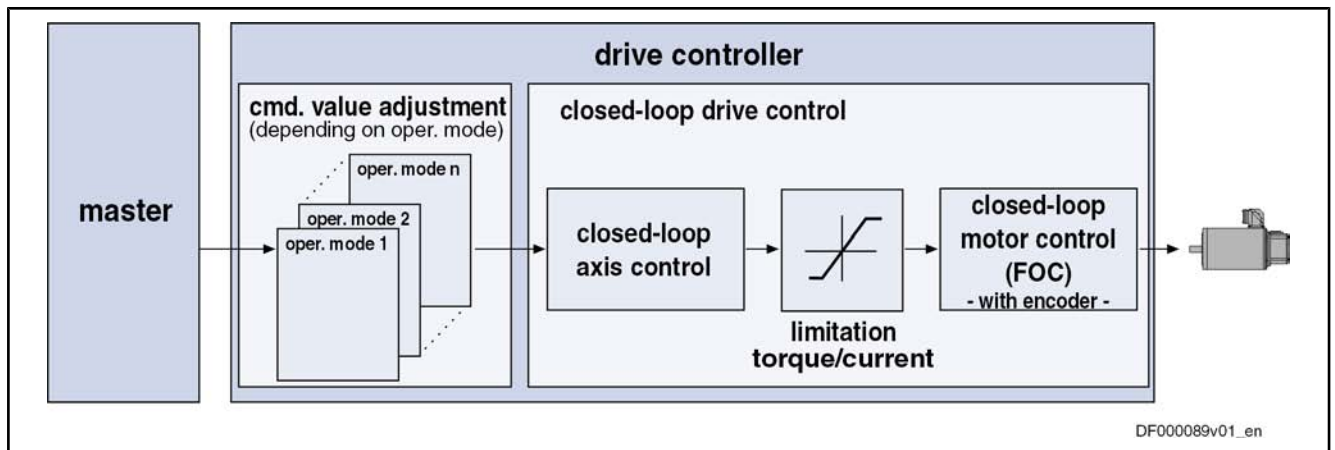 drive controller
master
cmd. value adjustment
(depending on oper. mode)
oper. mode n
oper. mode 2
oper. mode 1
closed-loop drive control
closed-loop
axis control
limitation
torque/current
closed-loop
motor control
(FOC)
- with encoder -
DF000089v01_en